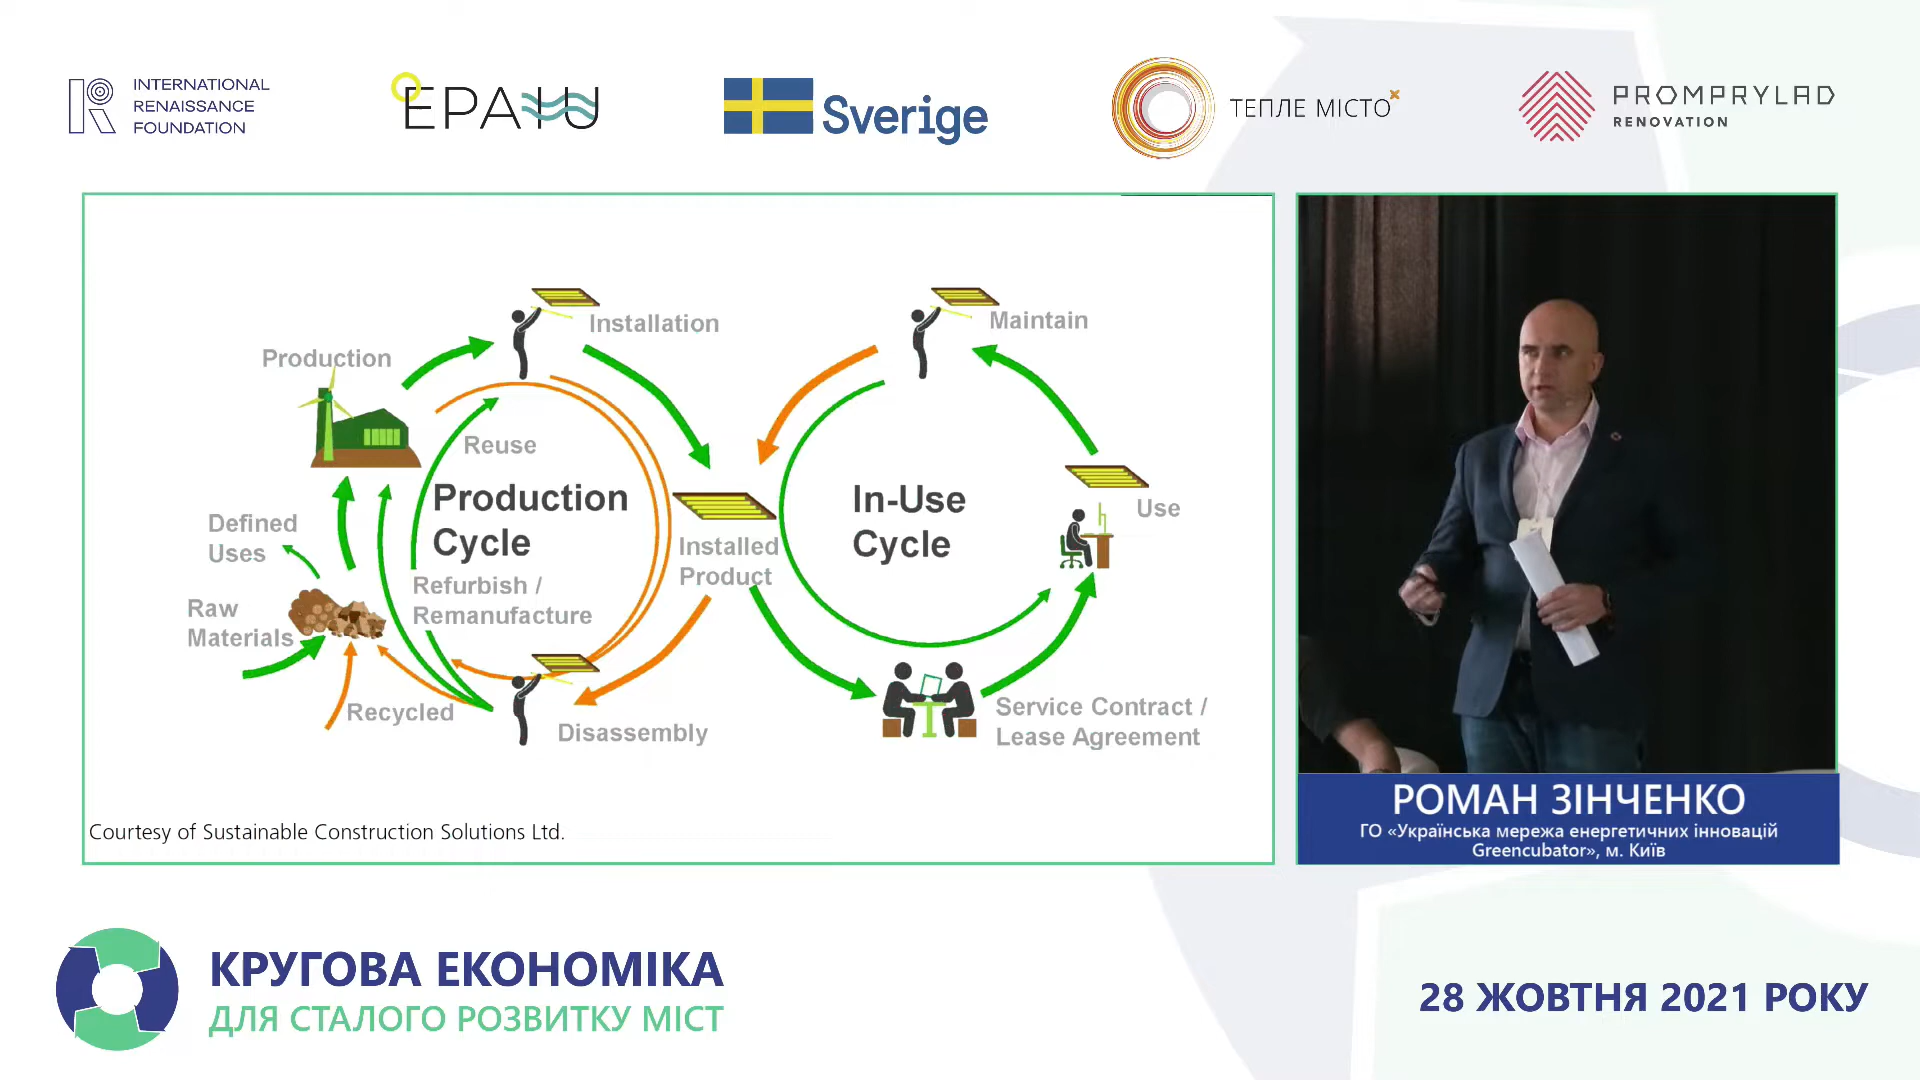 INTERNATIONAL
RENAISSANCE
FOUNDATION
EPAIU
Sverige
ТЕПЛЕ МІСТО
PROMPRYLAD
RENOVATION
Installation
Production
Reuse
Production
Cycle
Defined
Uses
Refurbish /
Remanufacture
Raw
Materials
Recycled
Disassembly
Installed
Product
Maintain
In-Use
Cycle
Use
Service Contract /
Lease Agreement
Courtesy of Sustainable Construction Solutions Ltd.
РОМАН ЗІНЧЕНКО
ГО «Українська мережа енергетичних інновацій
Greencubator», м. Київ
КРУГОВА ЕКОНОМІКА
ДЛЯ СТАЛОГО РОЗВИТКУ МІСТ
28 ЖОВТНЯ 2021 РОКУ